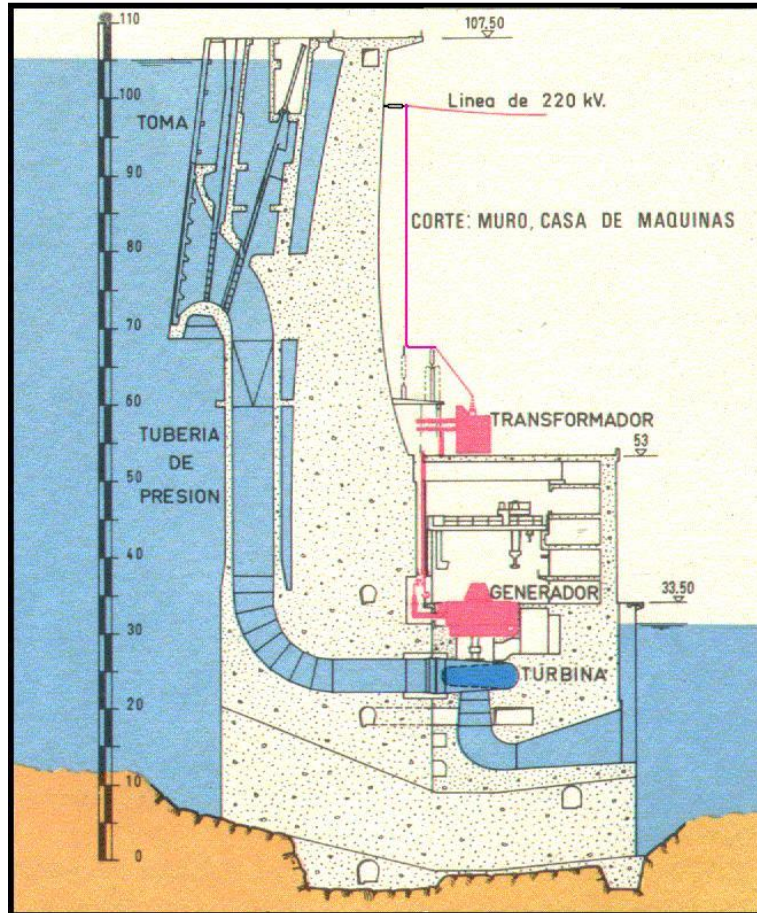 110
107.50
100
Linea de 220 kV.
TOMA
90
CORTE: MURO, CASA DE MAQUINAS
80
70
60
TRANSFORMADOR
TUBERIA
DE
PRESION
53
50
40
GENERADOR
33.50
30
TURBINA
20
10
0